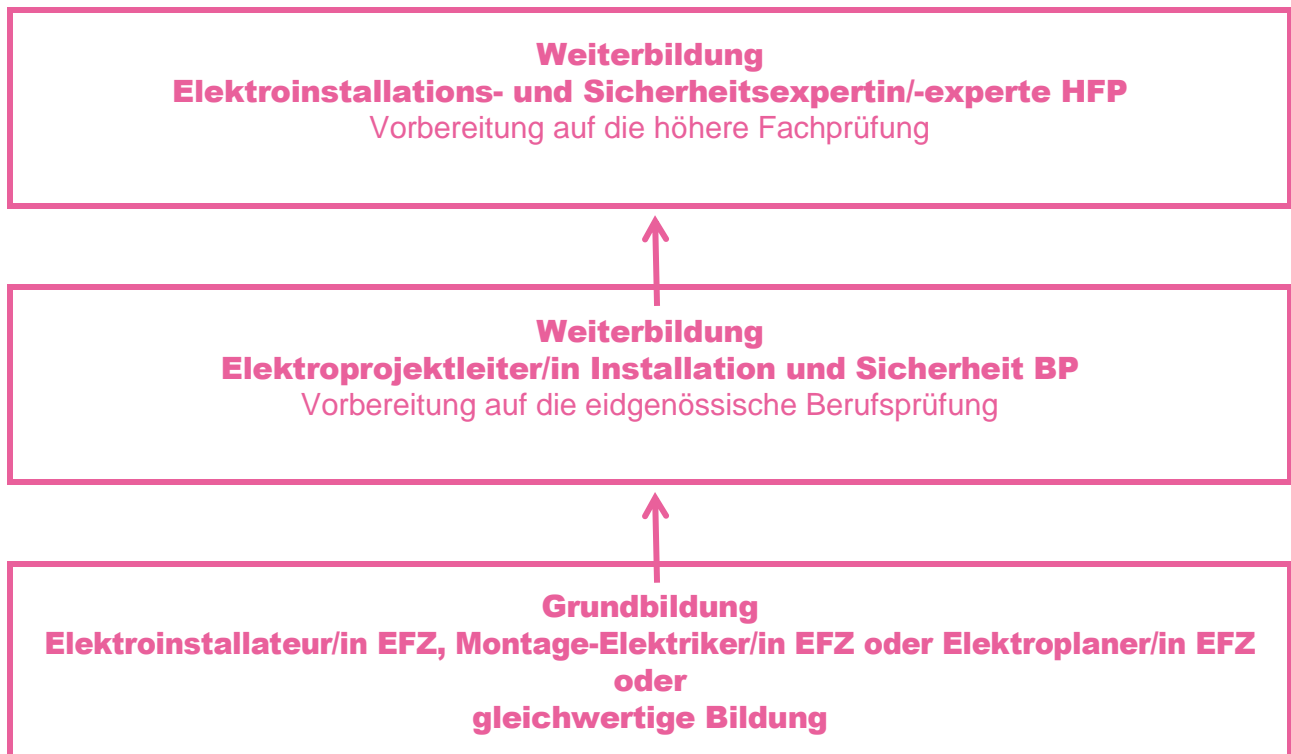 Weiterbildung
Elektroinstallations- und Sicherheitsexpertin/-experte HFP
Vorbereitung auf die höhere Fachprüfung
Weiterbildung
Elektroprojektleiter/in Installation und Sicherheit BP
Vorbereitung auf die eidgenössische Berufsprüfung
Grundbildung
Elektroinstallateur/in EFZ, Montage-Elektriker/in EFZ oder Elektroplaner/in EFZ
oder
gleichwertige Bildung